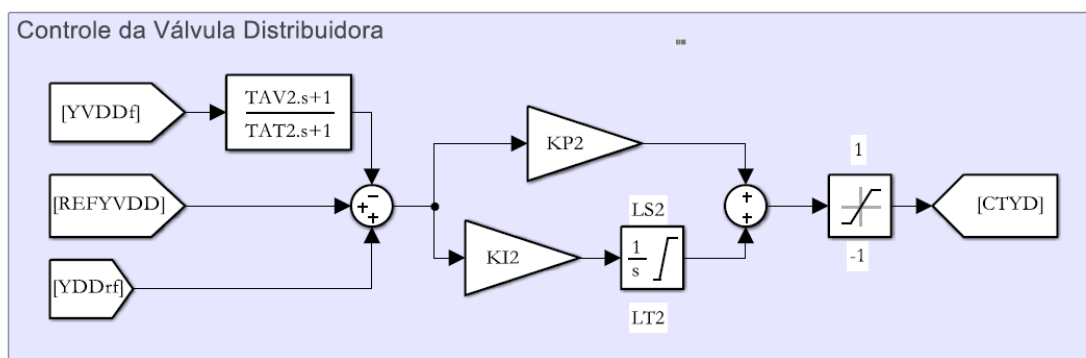 Controle da Válvula Distribuidora
[YVDDf]
TAV2.s+1
TAT2.s+1
[REFYVDD]
[YDDrf]
−
+
+
KP2
KI2
LS2
1
s
LT2
+
+
1
-1
[CTYD]